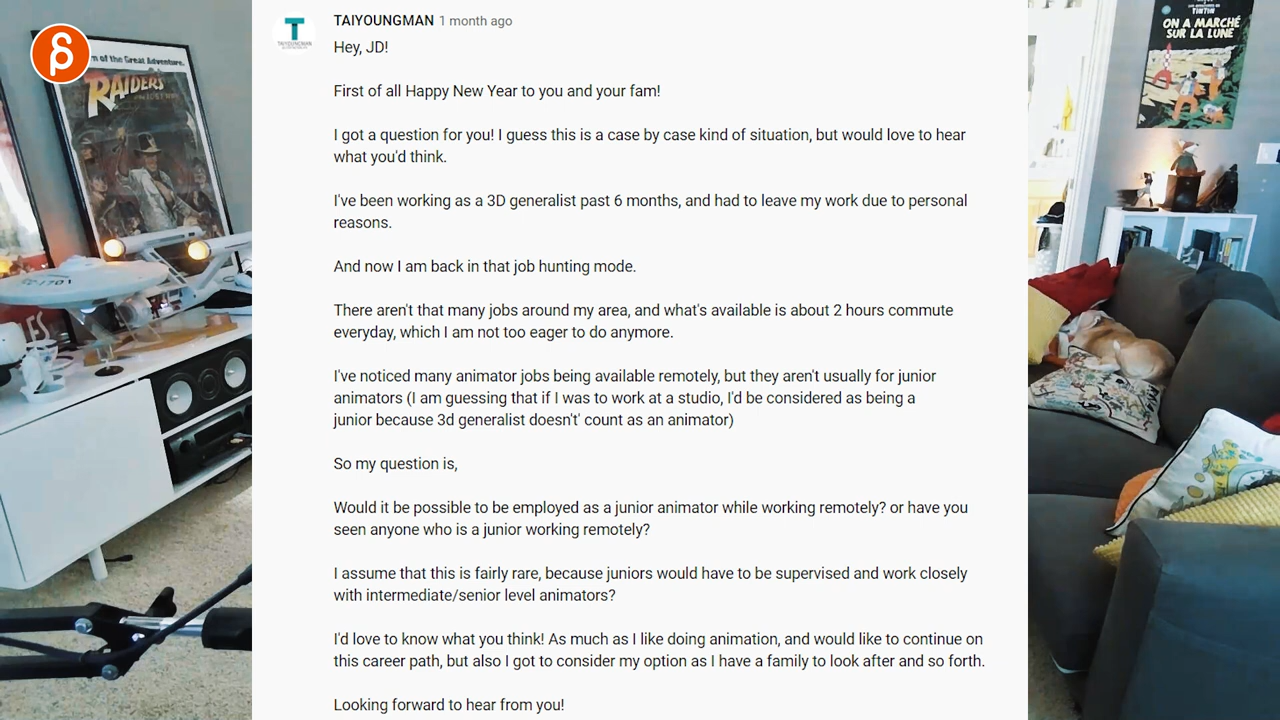 TAIYOUNGMAN 1 month ago
T
TAIYOUNGMAN
Hey, JD!
First of all Happy New Year to you and your fam!
I got a question for you! I guess this is a case by case kind of situation, but would love to hear
what you'd think.
I've been working as a 3D generalist past 6 months, and had to leave my work due to personal
reasons.
And now I am back in that job hunting mode.
There aren't that many jobs around my area, and what's available is about 2 hours commute
everyday, which I am not too eager to do anymore.
I've noticed many animator jobs being available remotely, but they aren't usually for junior
animators (I am guessing that if I was to work at a studio, I'd be considered as being a
junior because 3d generalist doesn't' count as an animator)
So my question is,
Would it be possible to be employed as a junior animator while working remotely? or have you
seen anyone who is a junior working remotely?
I assume that this is fairly rare, because juniors would have to be supervised and work closely
with intermediate/senior level animators?
I'd love to know what you think! As much as I like doing animation, and would like to continue on
this career path, but also I got to consider my option as I have a family to look after and so forth.
Looking forward to hear from you!
of the Great Adventure.
RAIDERS
TINTIN
ON A MARCHÉ
SUR LA LUNE